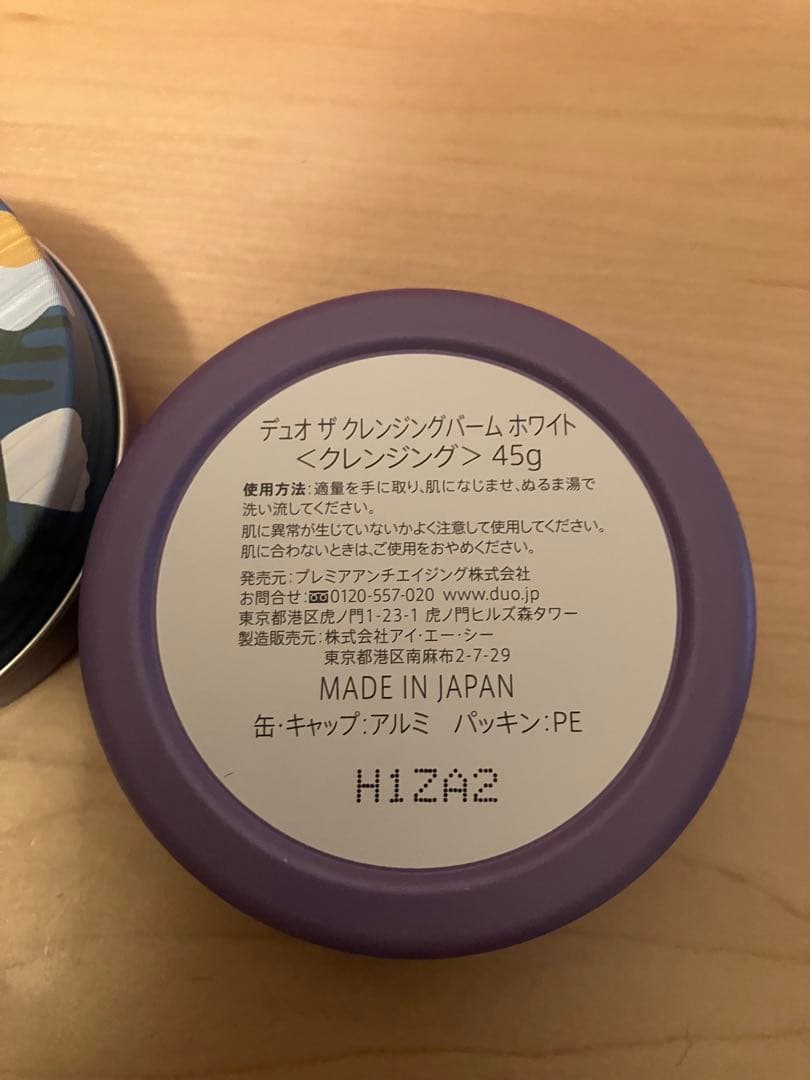 デュオ ザ クレンジングバーム ホワイト
＜クレンジング＞ 45g
使用方法：適量を手に取り、肌になじませ、ぬるま湯で
洗い流してください。
肌に異常が生じていないかよく注意して使用してください。
肌に合わないときは、ご使用をおやめください。
発売元：プレミアアンチエイジング株式会社
お問合せ：0120-557-020 www.duo.jp
東京都港区虎ノ門1-23-1 虎ノ門ヒルズ森タワー
製造販売元：株式会社アイ・エー・シー
東京都港区南麻布2-7-29
MADE IN JAPAN
缶・キャップ：アルミ　パッキン：PE
H1ZA2